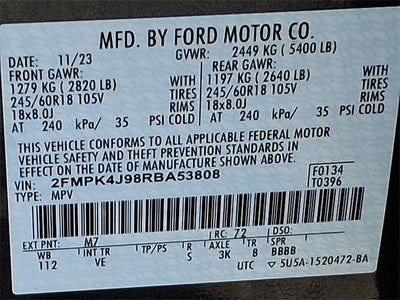 MFD. BY FORD MOTOR CO.
DATE: 11/23 GVWR: 2449 KG ( 5400 LB)
FRONT GAWR: REAR GAWR:
1279 KG ( 2820 LB) WITH 1197 KG ( 2640 LB) WITH
245/60R18 105V TIRES 245/60R18 105V TIRES
18x8.0J RIMS 18x8.0J RIMS
AT 240 kPa/ 35 PSI COLD AT 240 kPa/ 35 PSI COLD
THIS VEHICLE CONFORMS TO ALL APPLICABLE FEDERAL MOTOR
VEHICLE SAFETY AND THEFT PREVENTION STANDARDS IN
EFFECT ON THE DATE OF MANUFACTURE SHOWN ABOVE.
VIN: 2FMPK4J98RBA53808 F0134
TYPE: MPV T0396
EXT PNT: M7 RC: 72 DSO:
WB INT TR TP/PS R AXLE TR SPR
112 VE S 3K B BBBB
UTC ▽5U5A-1520472-BA